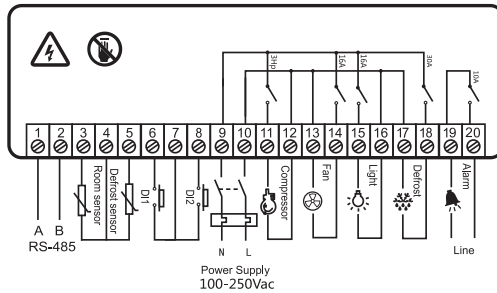 3Hp 16A 16A 30A 10A
1 2 3 4 5 6 7 8 9 10 11 12 13 14 15 16 17 18 19 20
Room sensor
Defrost sensor
DI1
DI2
Compressor
Fan
Light
Defrost
Alarm
A B
RS-485
N L
Line
Power Supply
100-250Vac